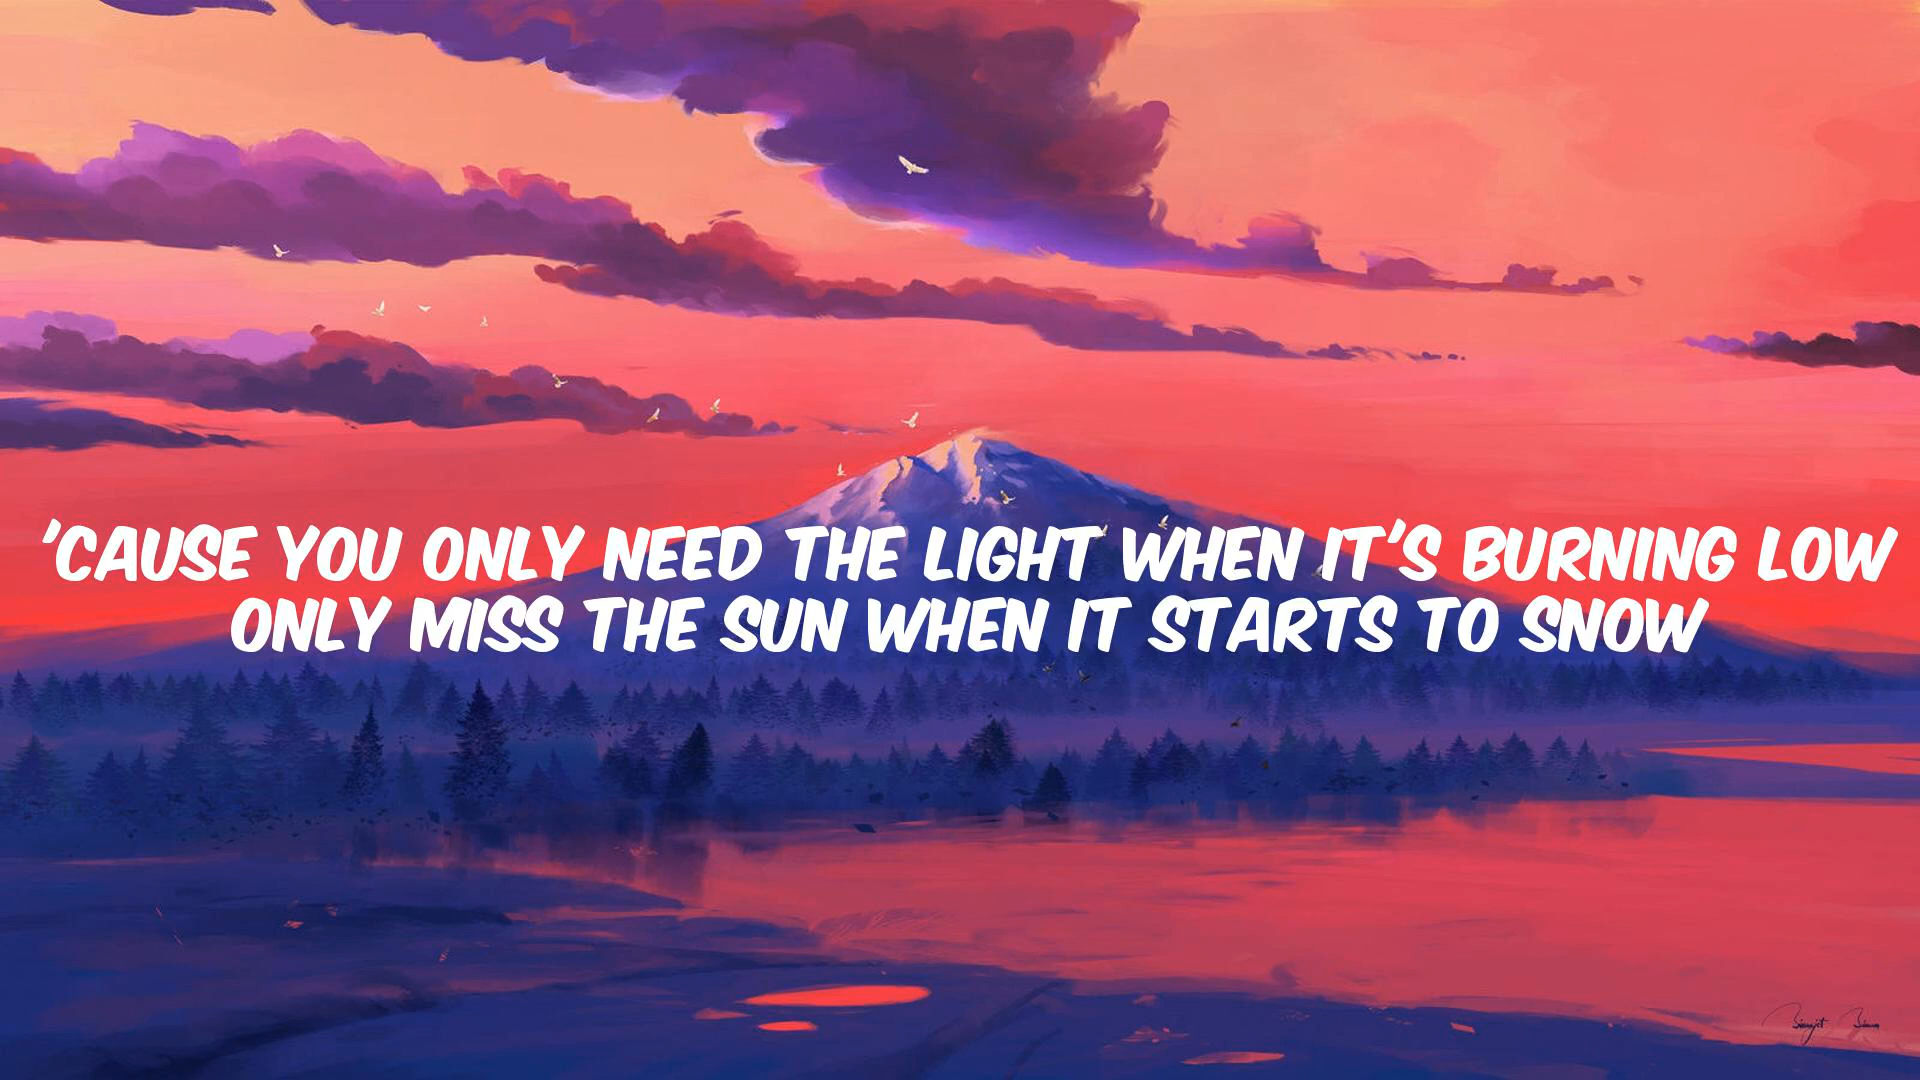 'CAUSE YOU ONLY NEED THE LIGHT WHEN IT'S BURNING LOW
ONLY MISS THE SUN WHEN IT STARTS TO SNOW